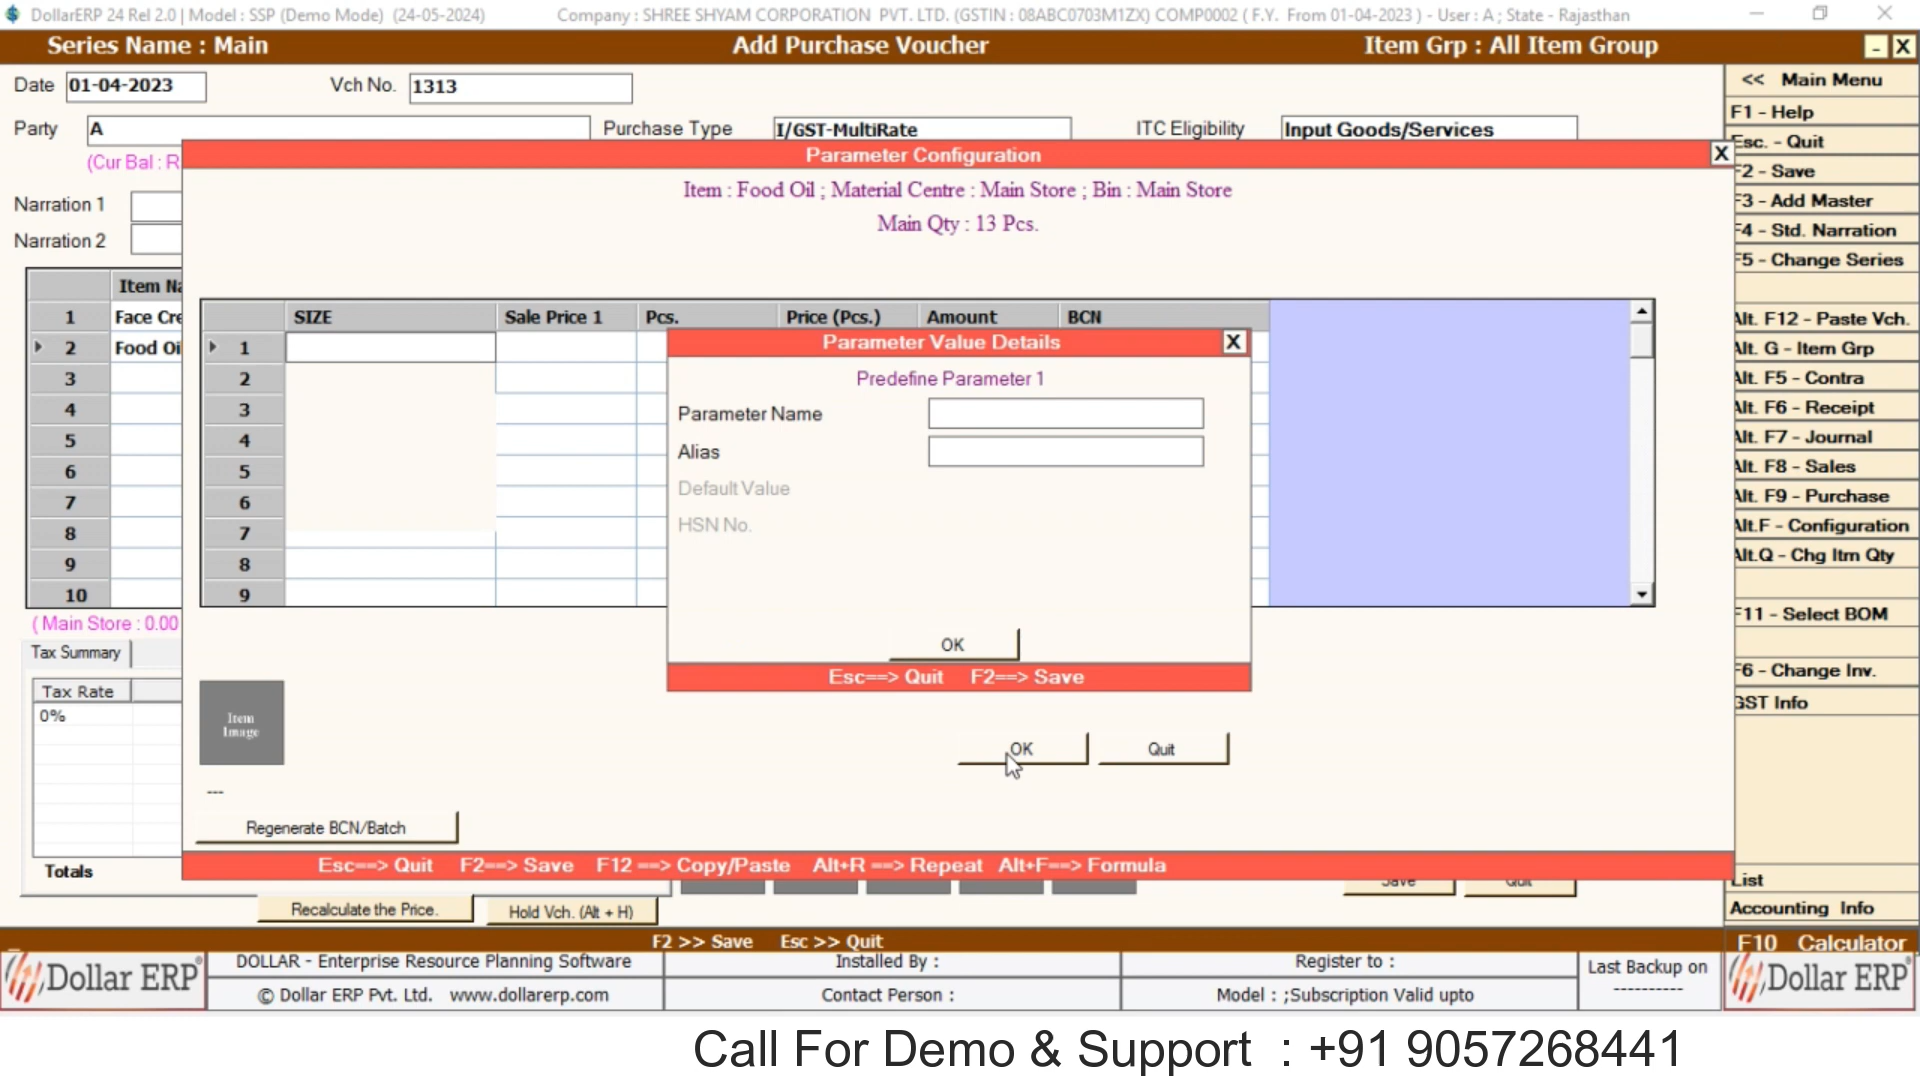 DollarERP 24 Rel 2.0 | Model : SSP (Demo Mode) (24-05-2024) Company : SHREE SHYAM CORPORATION PVT. LTD. (GSTIN : 08ABC0703M1ZX) COMP0002 ( F.Y. From 01-04-2023 ) - User : A ; State - Rajasthan
Series Name : Main Add Purchase Voucher Item Grp : All Item Group - X
Date 01-04-2023 Vch No. 1313
Party A Purchase Type I/GST-MultiRate ITC Eligibility Input Goods/Services
(Cur Bal : R
Parameter Configuration X
Item : Food Oil ; Material Centre : Main Store ; Bin : Main Store
Main Qty : 13 Pcs.
Narration 1
Narration 2
Item Na
1 Face Cre
2 Food Oi
3
4
5
6
7
8
9
10
( Main Store : 0.00
Tax Summary
Tax Rate
0%
Totals
SIZE Sale Price 1 Pcs. Price (Pcs.) Amount BCN
1
2
3
4
5
6
7
8
9
Parameter Value Details X
Predefine Parameter 1
Parameter Name
Alias
Default Value
HSN No.
OK
Esc==> Quit F2==> Save
Item
Image
OK Quit
---
Regenerate BCN/Batch
Esc==> Quit F2==> Save F12 ==> Copy/Paste Alt+R ==> Repeat Alt+F==> Formula
Save Quit
Recalculate the Price. Hold Vch. (Alt + H)
<< Main Menu
F1 - Help
Esc. - Quit
F2 - Save
F3 - Add Master
F4 - Std. Narration
F5 - Change Series
Alt. F12 - Paste Vch.
Alt. G - Item Grp
Alt. F5 - Contra
Alt. F6 - Receipt
Alt. F7 - Journal
Alt. F8 - Sales
Alt. F9 - Purchase
Alt.F - Configuration
Alt.Q - Chg Itm Qty
F11 - Select BOM
F6 - Change Inv.
GST Info
List
Accounting Info
F10 Calculator
F2 >> Save Esc >> Quit
Dollar ERP
DOLLAR - Enterprise Resource Planning Software Installed By : Register to : Last Backup on
© Dollar ERP Pvt. Ltd. www.dollarerp.com Contact Person : Model : ;Subscription Valid upto ----------
Dollar ERP
Call For Demo & Support : +91 9057268441